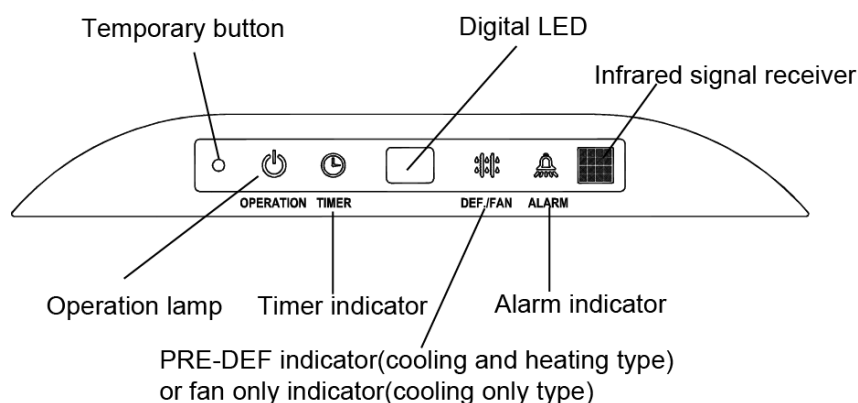 Temporary button
Digital LED
Infrared signal receiver
OPERATION TIMER DEF./FAN ALARM
Operation lamp
Timer indicator
Alarm indicator
PRE-DEF indicator(cooling and heating type)
or fan only indicator(cooling only type)